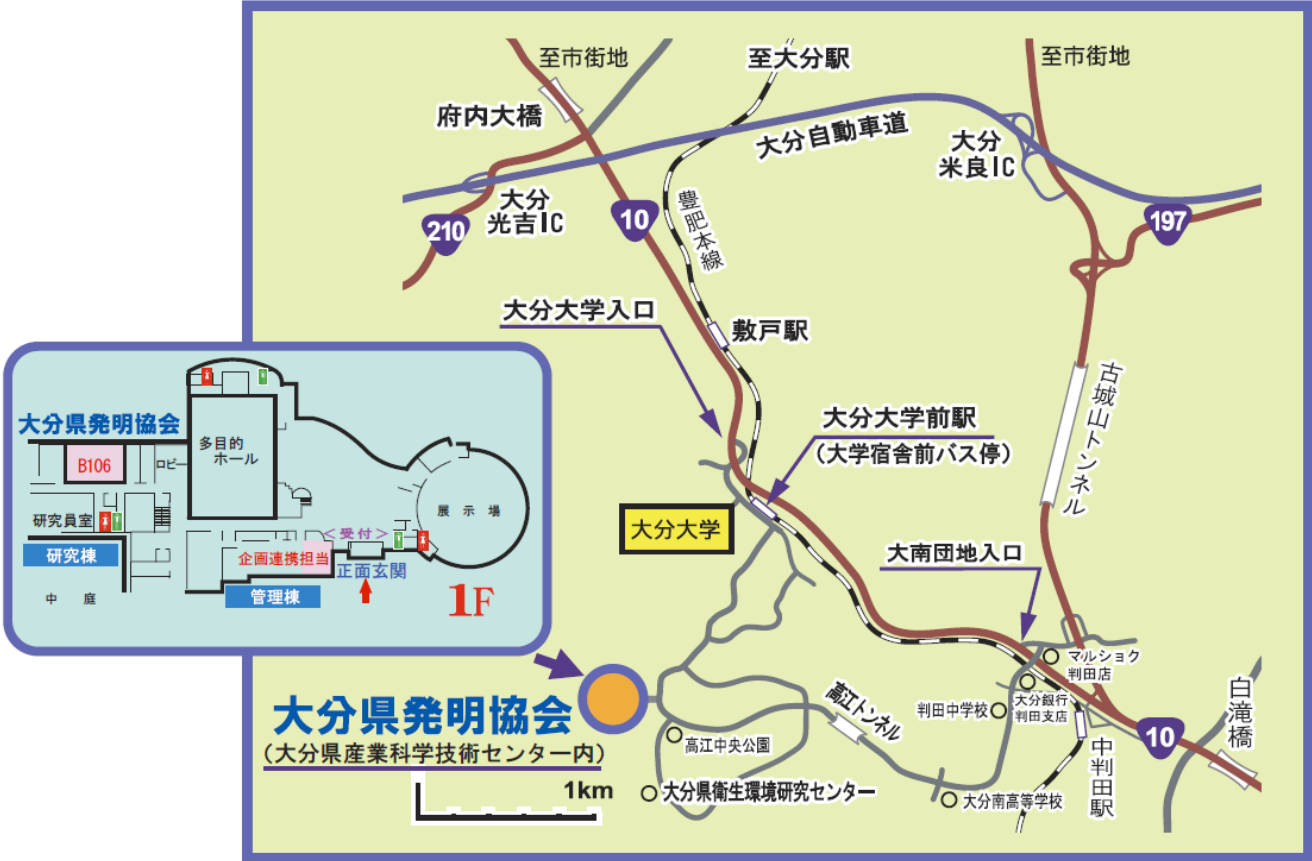 至市街地
至大分駅
至市街地
府内大橋
大分自動車道
大分
米良IC
大分
光吉IC
210
10
197
豊肥本線
大分大学入口
敷戸駅
古城山トンネル
大分大学前駅
(大学宿舎前バス停)
大分大学
大南団地入口
大分県発明協会
B106
ロビー
多目的
ホール
展示場
研究員室
<受付>
研究棟
企画連携担当
正面玄関
中庭
管理棟
1F
マルショク
判田店
大分銀行
判田支店
判田中学校
白滝橋
高江トンネル
10
大分県発明協会
(大分県産業科学技術センター内)
高江中央公園
中判田駅
1km
大分県衛生環境研究センター
大分南高等学校